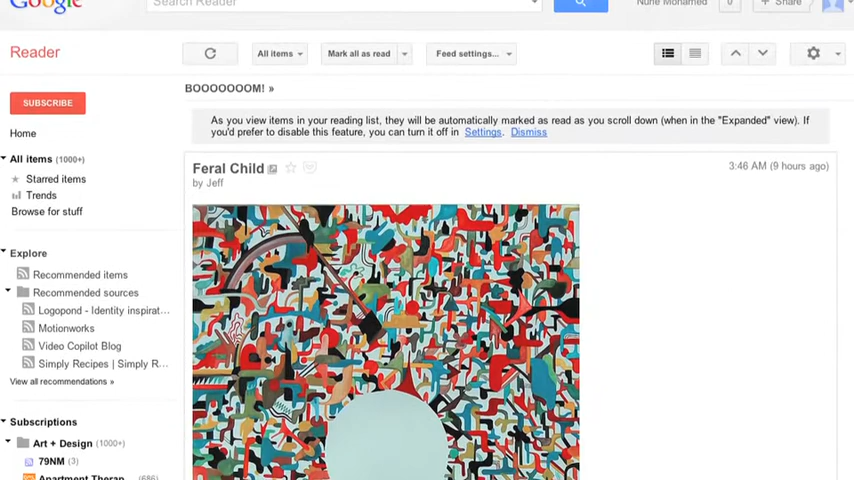 Google
Search Reader
Nune Mohamed
0
+ Share
Reader
All items
Mark all as read
Feed settings...
SUBSCRIBE
BOOOOOOOM! »
As you view items in your reading list, they will be automatically marked as read as you scroll down (when in the "Expanded" view). If
you'd prefer to disable this feature, you can turn it off in Settings. Dismiss
Home
All items (1000+)
Starred items
Trends
Browse for stuff
Feral Child
3:46 AM (9 hours ago)
by Jeff
Explore
Recommended items
Recommended sources
Logopond - Identity inspirat...
Motionworks
Video Copilot Blog
Simply Recipes | Simply R...
View all recommendations »
Subscriptions
Art + Design (1000+)
79NM (3)
Apartment Therap... (686)